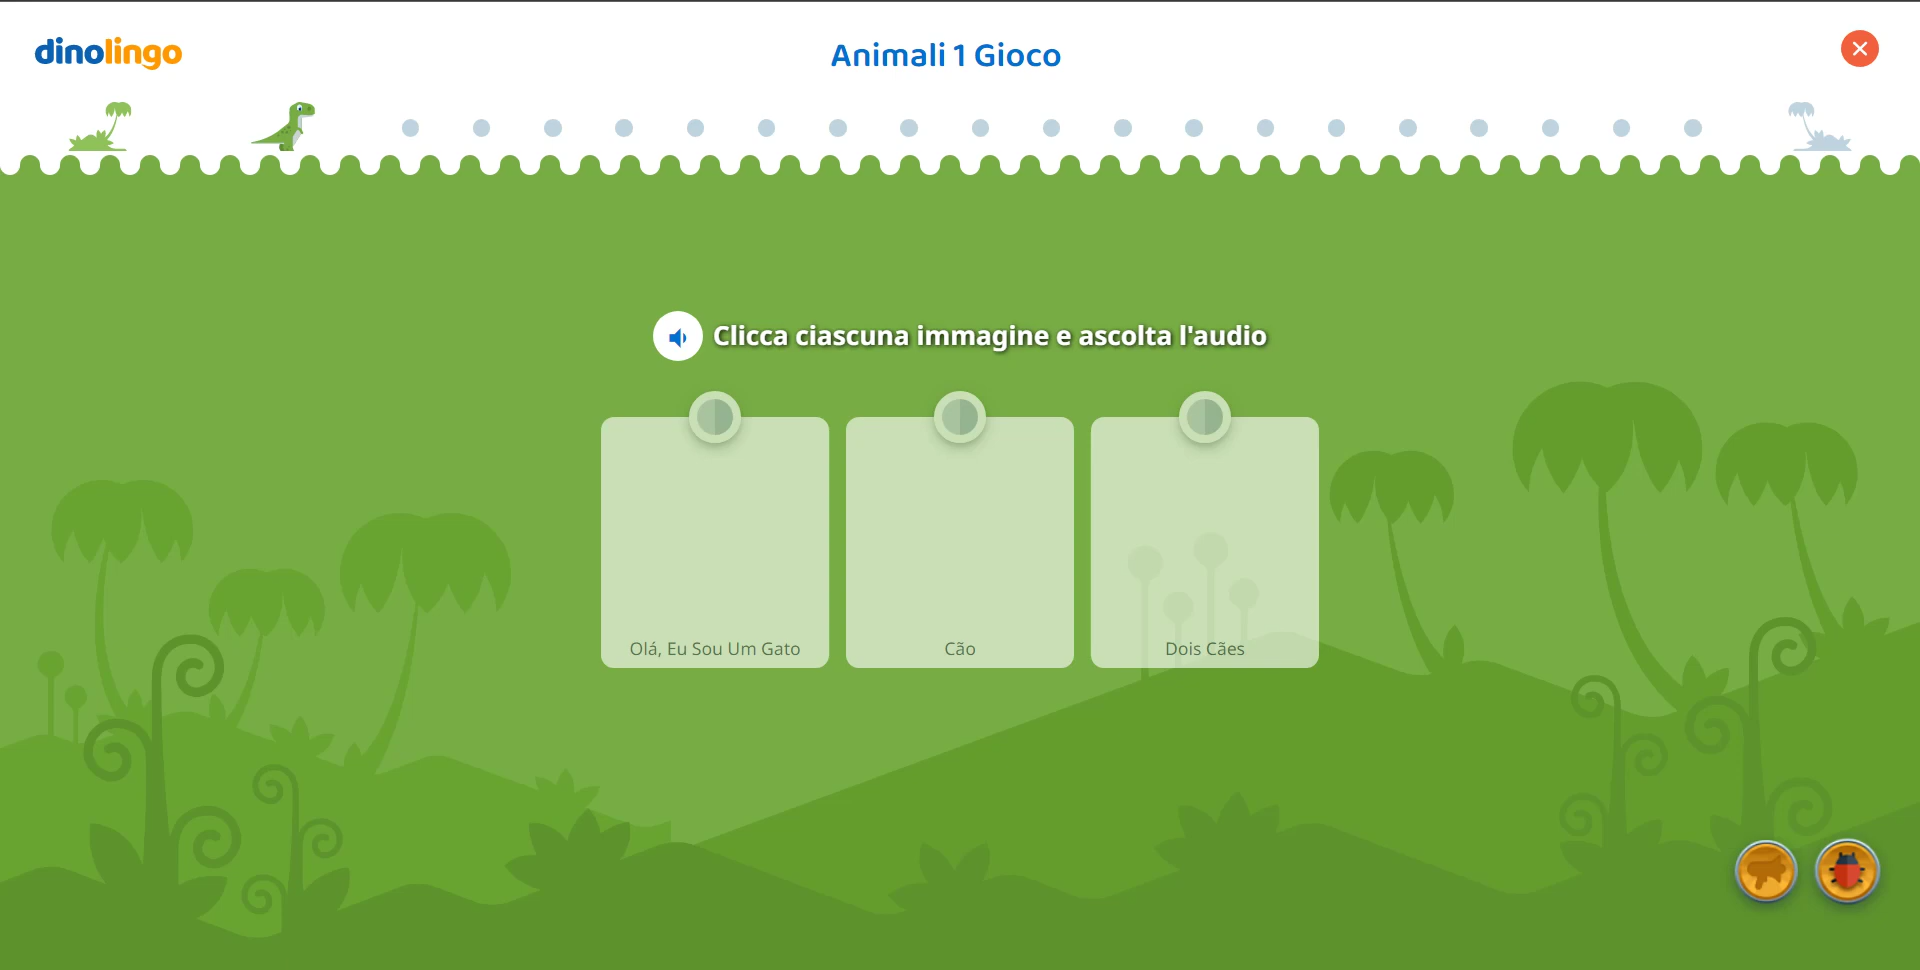 dinolingo
Animali 1 Gioco
Clicca ciascuna immagine e ascolta l'audio
Olá, Eu Sou Um Gato
Cão
Dois Cães